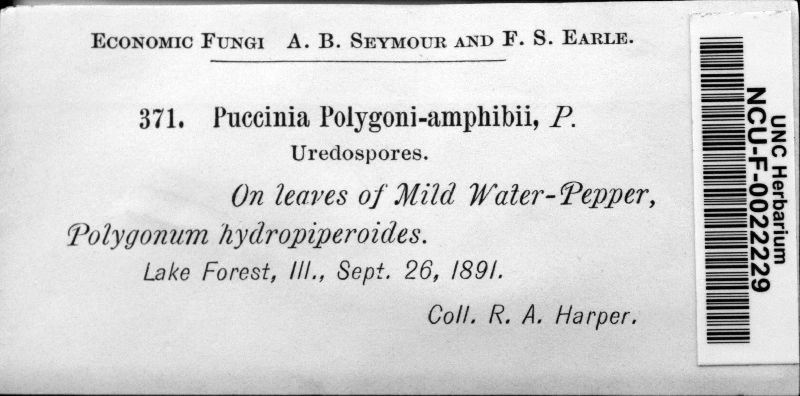 ECONOMIC FUNGI A. B. SEYMOUR AND F. S. EARLE.
371. Puccinia Polygoni-amphibii, P.
Uredospores.
On leaves of Mild Water-Pepper,
Polygonum hydropiperoides.
Lake Forest, Ill., Sept. 26, 1891.
Coll. R. A. Harper.
UNC Herbarium
NCU-F-0022229